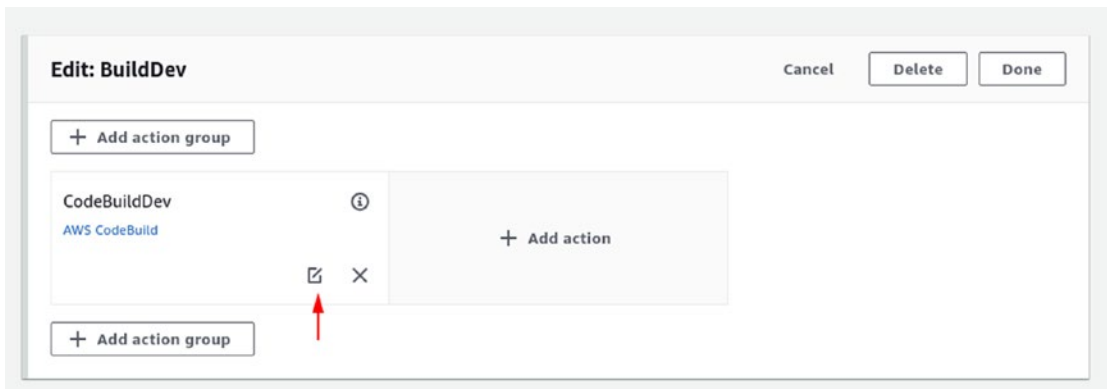 Edit: BuildDev
Cancel
Delete
Done
+ Add action group
CodeBuildDev
AWS CodeBuild
+ Add action
+ Add action group